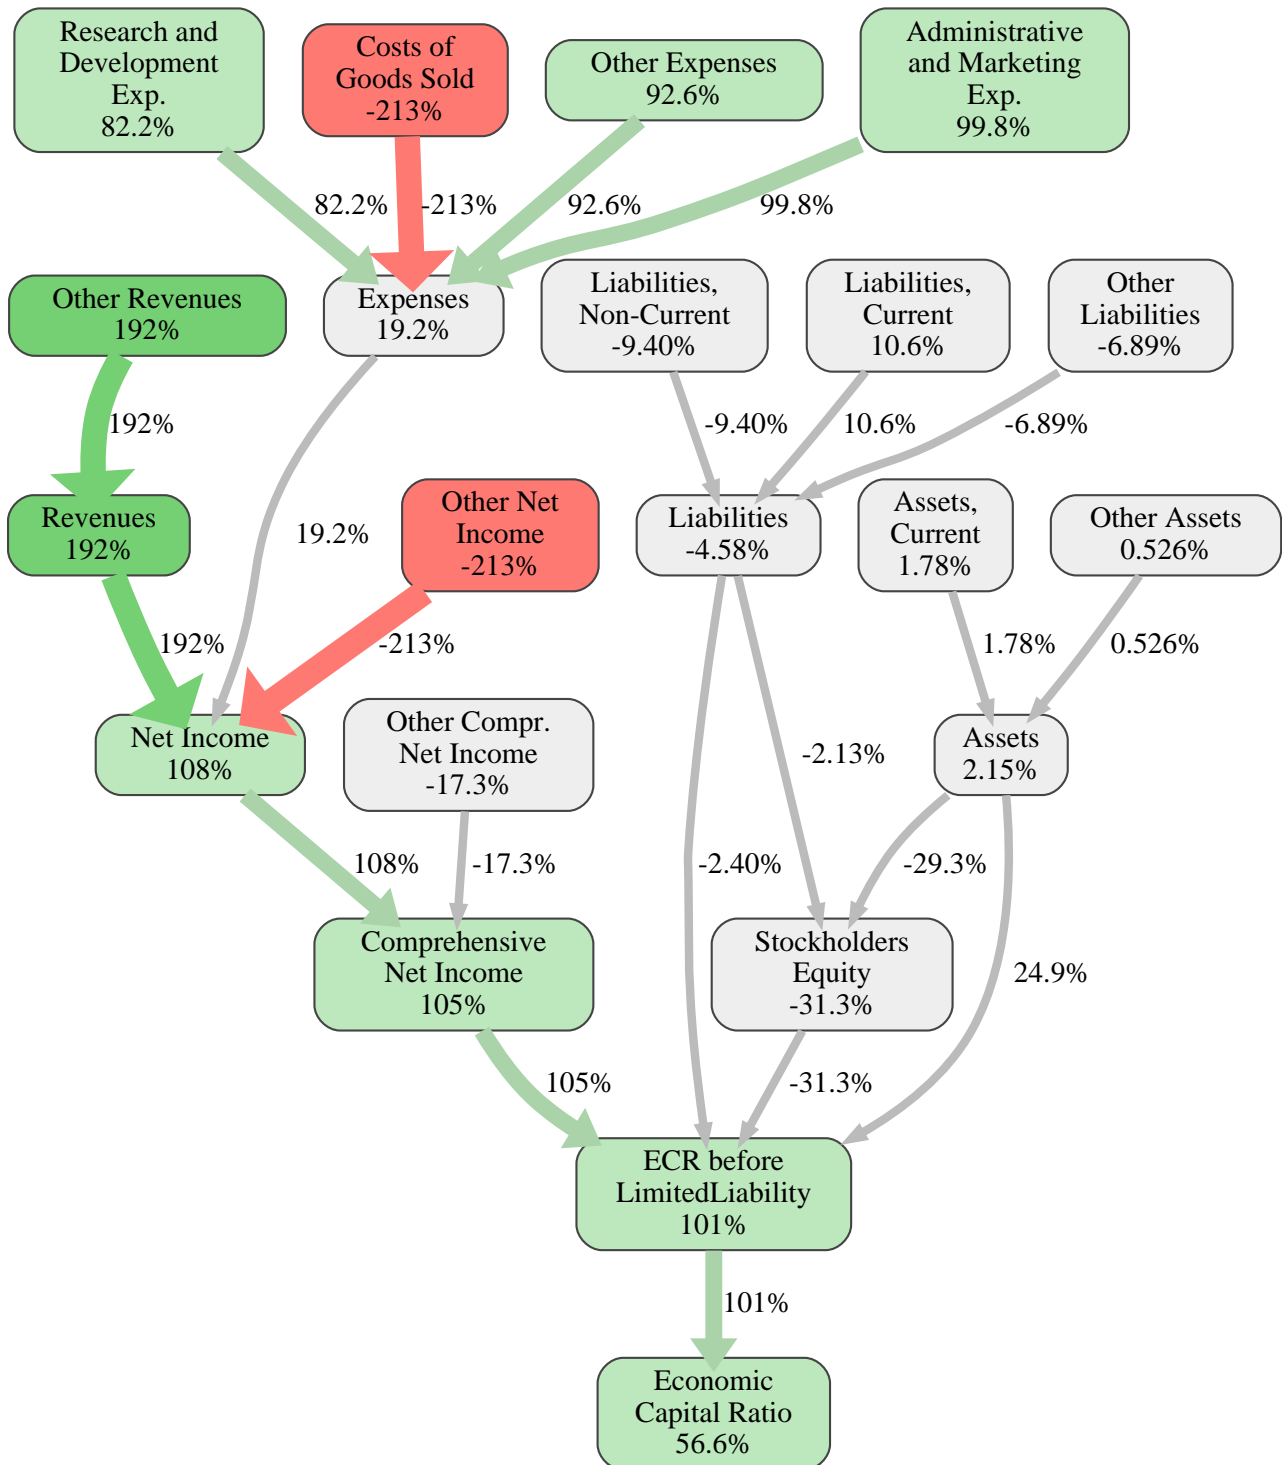 Research and
Development
Exp.
82.2%
Costs of
Goods Sold
-213%
Other Expenses
92.6%
Administrative
and Marketing
Exp.
99.8%
82.2%
-213%
92.6%
99.8%
Other Revenues
192%
Expenses
19.2%
Liabilities,
Non-Current
-9.40%
Liabilities,
Current
10.6%
Other
Liabilities
-6.89%
192%
-9.40%
10.6%
-6.89%
Revenues
192%
19.2%
Other Net
Income
-213%
Liabilities
-4.58%
Assets,
Current
1.78%
Other Assets
0.526%
192%
-213%
1.78%
0.526%
Net Income
108%
Other Compr.
Net Income
-17.3%
-2.13%
Assets
2.15%
108%
-17.3%
-2.40%
-29.3%
Comprehensive
Net Income
105%
Stockholders
Equity
-31.3%
24.9%
105%
-31.3%
ECR before
LimitedLiability
101%
101%
Economic
Capital Ratio
56.6%